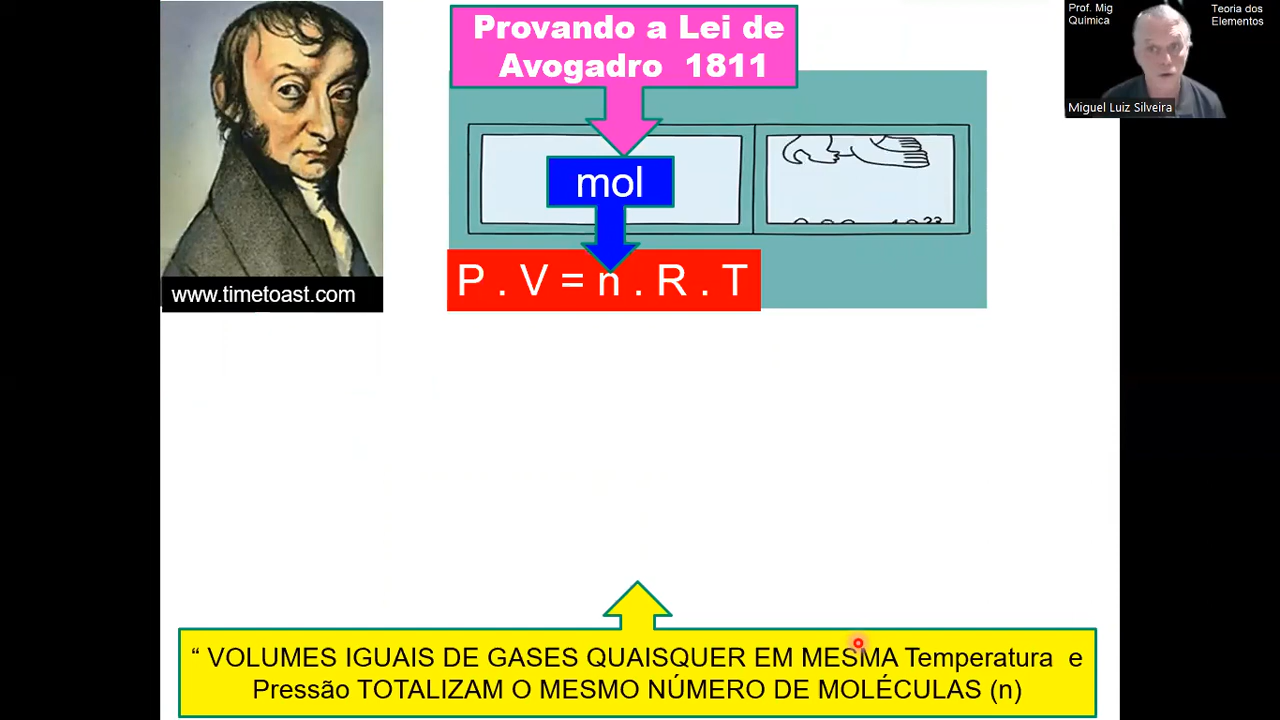 Provando a Lei de
Avogadro 1811
Prof. Mig
Química
Teoria dos
Elementos
Miguel Luiz Silveira
mol
P . V = n . R . T
www.timetoast.com
“ VOLUMES IGUAIS DE GASES QUAISQUER EM MESMA Temperatura e
Pressão TOTALIZAM O MESMO NÚMERO DE MOLÉCULAS (n)